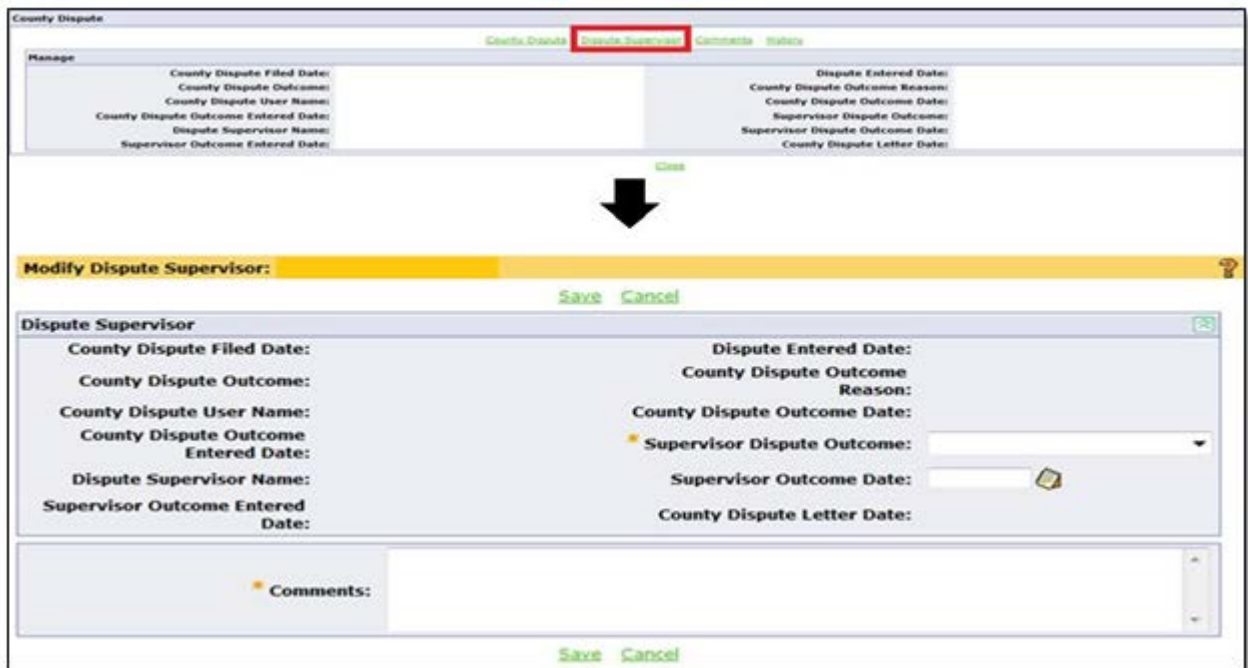 County Dispute
County Dispute Dispute Supervisor Comments History
Manage
County Dispute Filed Date: Dispute Entered Date:
County Dispute Outcome: County Dispute Outcome Reason:
County Dispute User Name: County Dispute Outcome Date:
County Dispute Outcome Entered Date: Supervisor Dispute Outcome:
Dispute Supervisor Name: Supervisor Dispute Outcome Date:
Supervisor Outcome Entered Date: County Dispute Letter Date:
Close
Modify Dispute Supervisor:
Save Cancel
Dispute Supervisor
County Dispute Filed Date: Dispute Entered Date:
County Dispute Outcome: County Dispute Outcome
Reason:
County Dispute User Name: County Dispute Outcome Date:
County Dispute Outcome
Entered Date: * Supervisor Dispute Outcome:
Dispute Supervisor Name: Supervisor Outcome Date:
Supervisor Outcome Entered
Date: County Dispute Letter Date:
* Comments:
Save Cancel